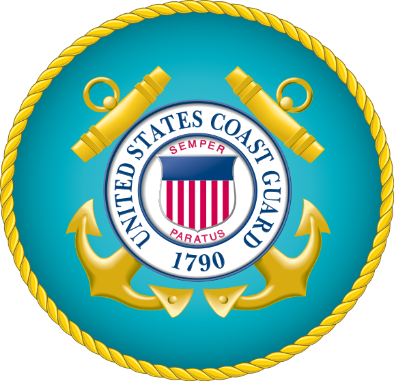 UNITED STATES COAST GUARD
SEMPER
PARATUS
1790